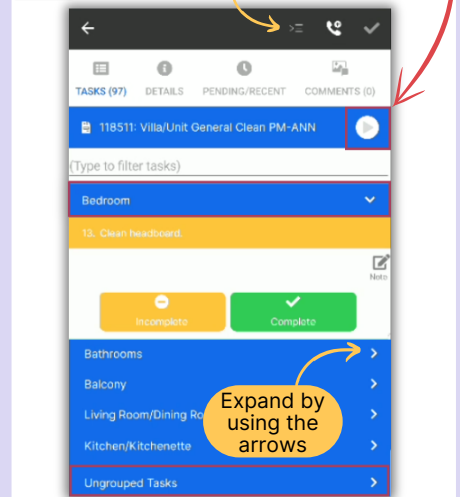 TASKS (97) DETAILS PENDING/RECENT COMMENTS (0)
118511: Villa/Unit General Clean PM-ANN
(Type to filter tasks)
Bedroom
13. Clean headboard.
Note
Incomplete Complete
Bathrooms
Balcony
Living Room/Dining Ro
Kitchen/Kitchenette
Ungrouped Tasks
Expand by
using the
arrows